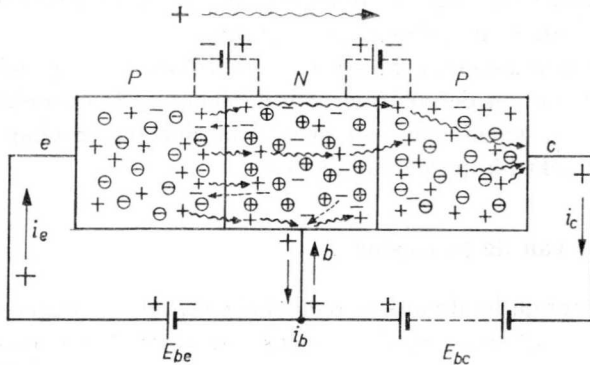 +
- + - +
P N P
e c
i_e i_c
b
+ - + -
E_be i_b E_bc